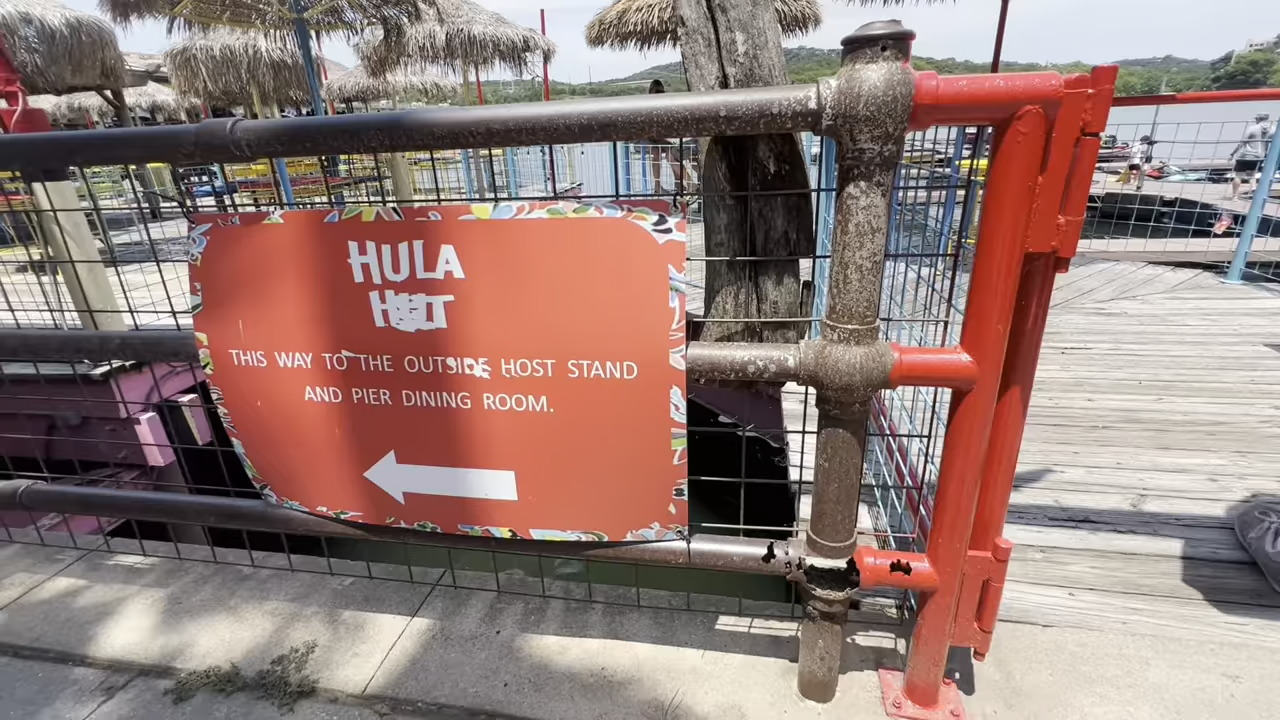 HULA
HUT
THIS WAY TO THE OUTSIDE HOST STAND
AND PIER DINING ROOM.